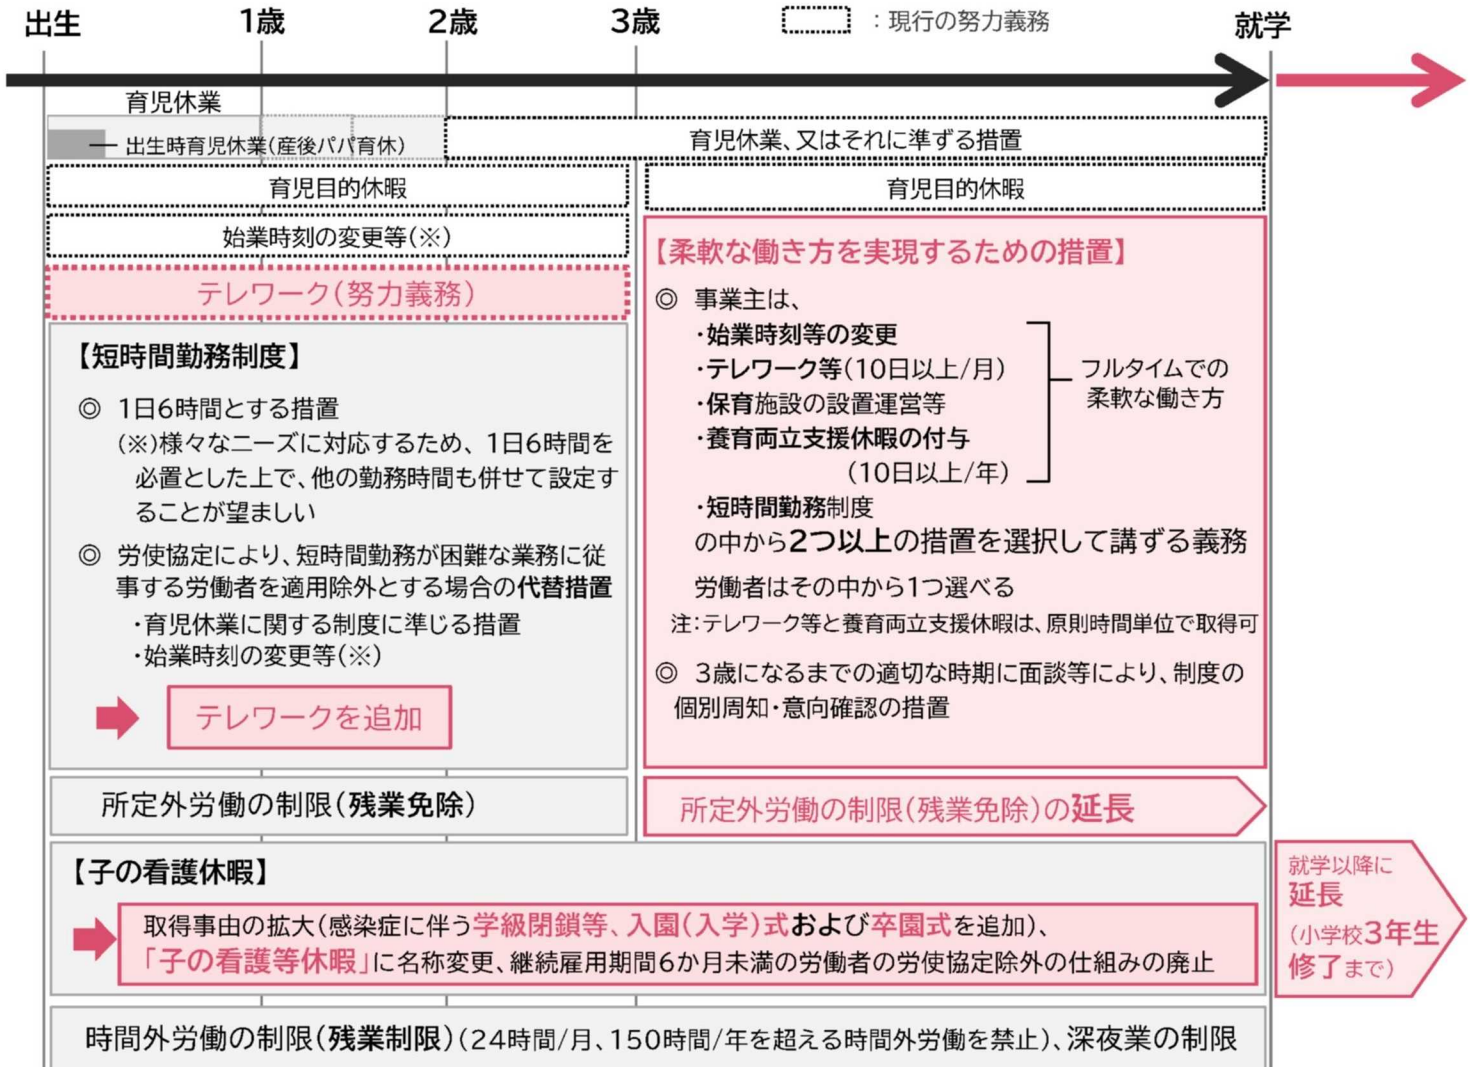 出生
1歳
2歳
3歳
：現行の努力義務
就学
育児休業
出生時育児休業(産後パパ育休)
育児休業、又はそれに準ずる措置
育児目的休暇
育児目的休暇
始業時刻の変更等(※)
テレワーク(努力義務)
【短時間勤務制度】
◎ 1日6時間とする措置
(※)様々なニーズに対応するため、1日6時間を
必置とした上で、他の勤務時間も併せて設定す
ることが望ましい
◎ 労使協定により、短時間勤務が困難な業務に従
事する労働者を適用除外とする場合の代替措置
・育児休業に関する制度に準じる措置
・始業時刻の変更等(※)
テレワークを追加
【柔軟な働き方を実現するための措置】
◎ 事業主は、
・始業時刻等の変更
・テレワーク等(10日以上/月)
・保育施設の設置運営等
・養育両立支援休暇の付与
(10日以上/年)
フルタイムでの
柔軟な働き方
・短時間勤務制度
の中から2つ以上の措置を選択して講ずる義務
労働者はその中から1つ選べる
注：テレワーク等と養育両立支援休暇は、原則時間単位で取得可
◎ 3歳になるまでの適切な時期に面談等により、制度の
個別周知・意向確認の措置
所定外労働の制限(残業免除)
所定外労働の制限(残業免除)の延長
【子の看護休暇】
取得事由の拡大(感染症に伴う学級閉鎖等、入園(入学)式および卒園式を追加)、
「子の看護等休暇」に名称変更、継続雇用期間6か月未満の労働者の労使協定除外の仕組みの廃止
就学以降に
延長
(小学校3年生
修了まで)
時間外労働の制限(残業制限)(24時間/月、150時間/年を超える時間外労働を禁止)、深夜業の制限